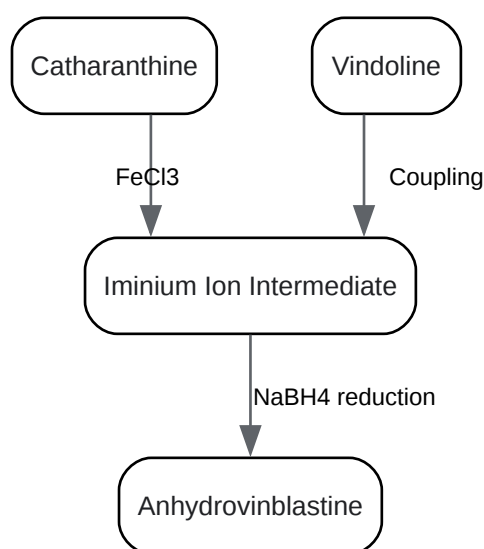 Catharanthine
Vindoline
FeCl3
Coupling
Iminium Ion Intermediate
NaBH4 reduction
Anhydrovinblastine